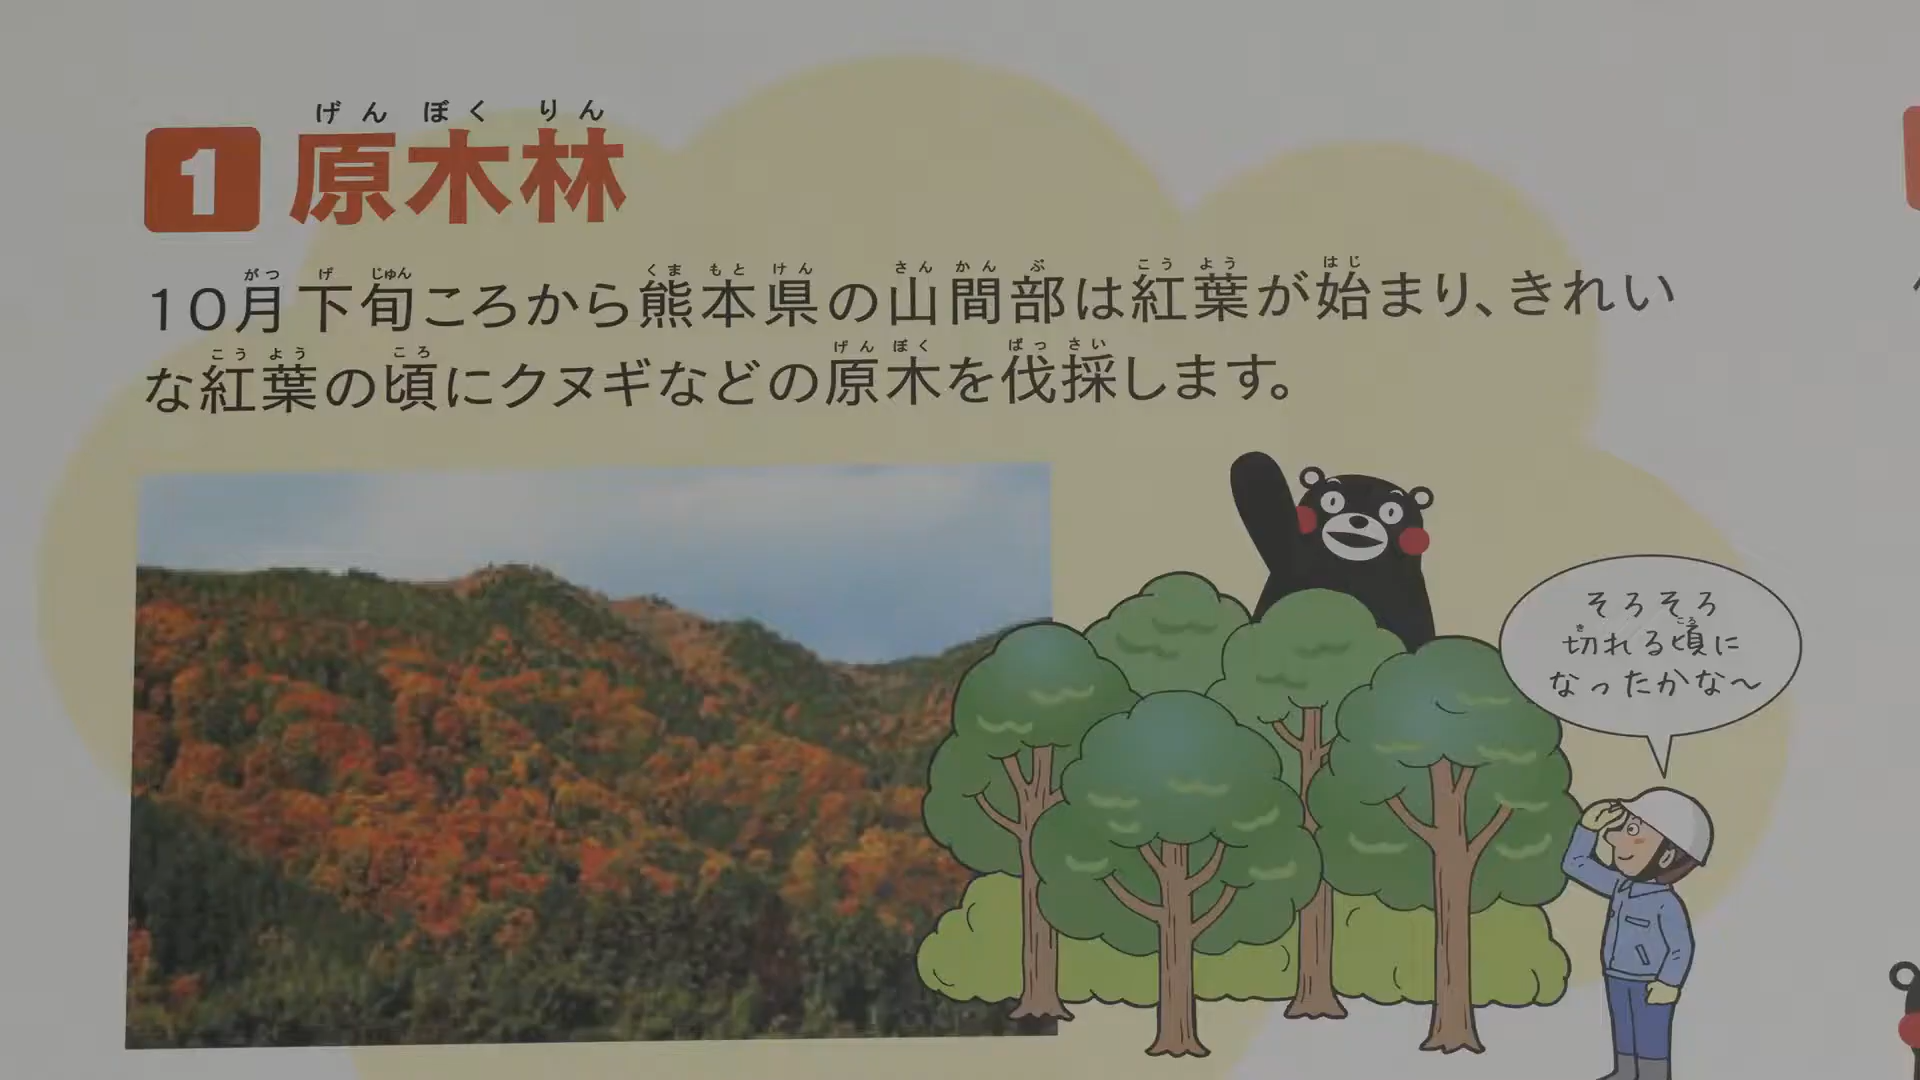 げん ぼく りん
1 原木林
がつ げ じゅん くま もと けん さん かん ぶ こう よう はじ
10月下旬ころから熊本県の山間部は紅葉が始まり、きれい
こう よう ころ げん ぼく ばっ さい
な紅葉の頃にクヌギなどの原木を伐採します。
そろそろ
き ころ
切れる頃に
なったかな〜